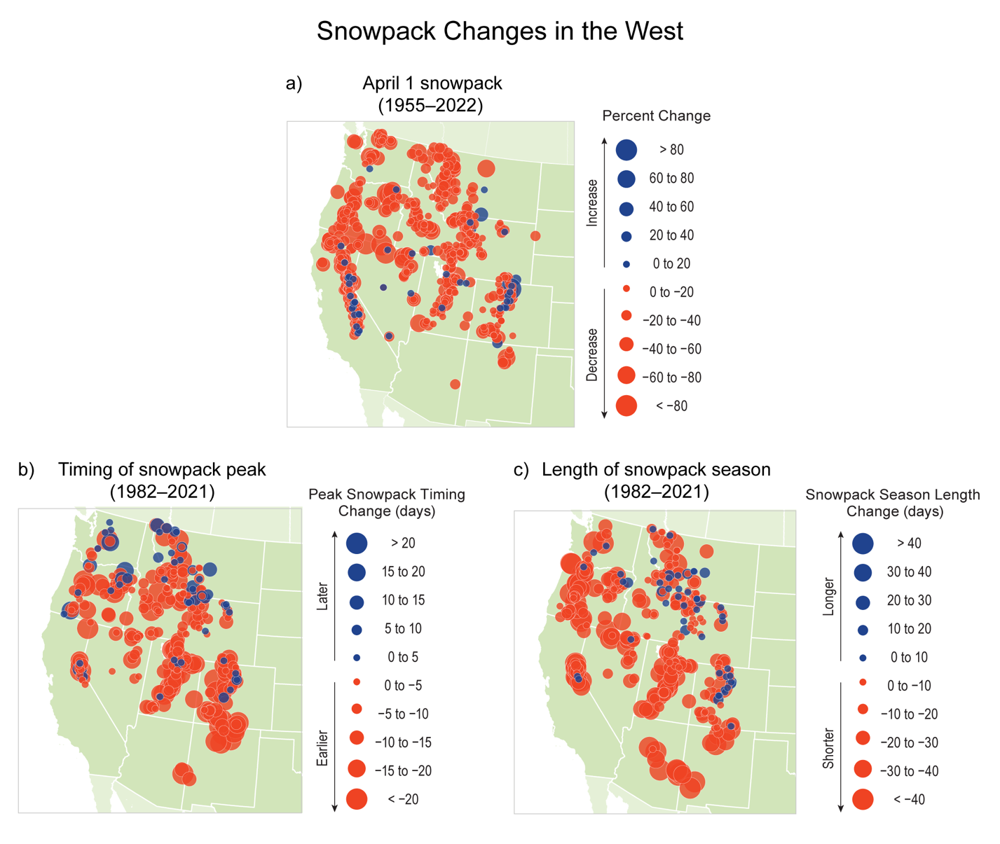 Snowpack Changes in the West
a) April 1 snowpack
(1955–2022)
Percent Change
Increase
> 80
60 to 80
40 to 60
20 to 40
0 to 20
Decrease
0 to −20
−20 to −40
−40 to −60
−60 to −80
< −80
b) Timing of snowpack peak
(1982–2021)
Peak Snowpack Timing
Change (days)
Later
> 20
15 to 20
10 to 15
5 to 10
0 to 5
Earlier
0 to −5
−5 to −10
−10 to −15
−15 to −20
< −20
c) Length of snowpack season
(1982–2021)
Snowpack Season Length
Change (days)
Longer
> 40
30 to 40
20 to 30
10 to 20
0 to 10
Shorter
0 to −10
−10 to −20
−20 to −30
−30 to −40
< −40